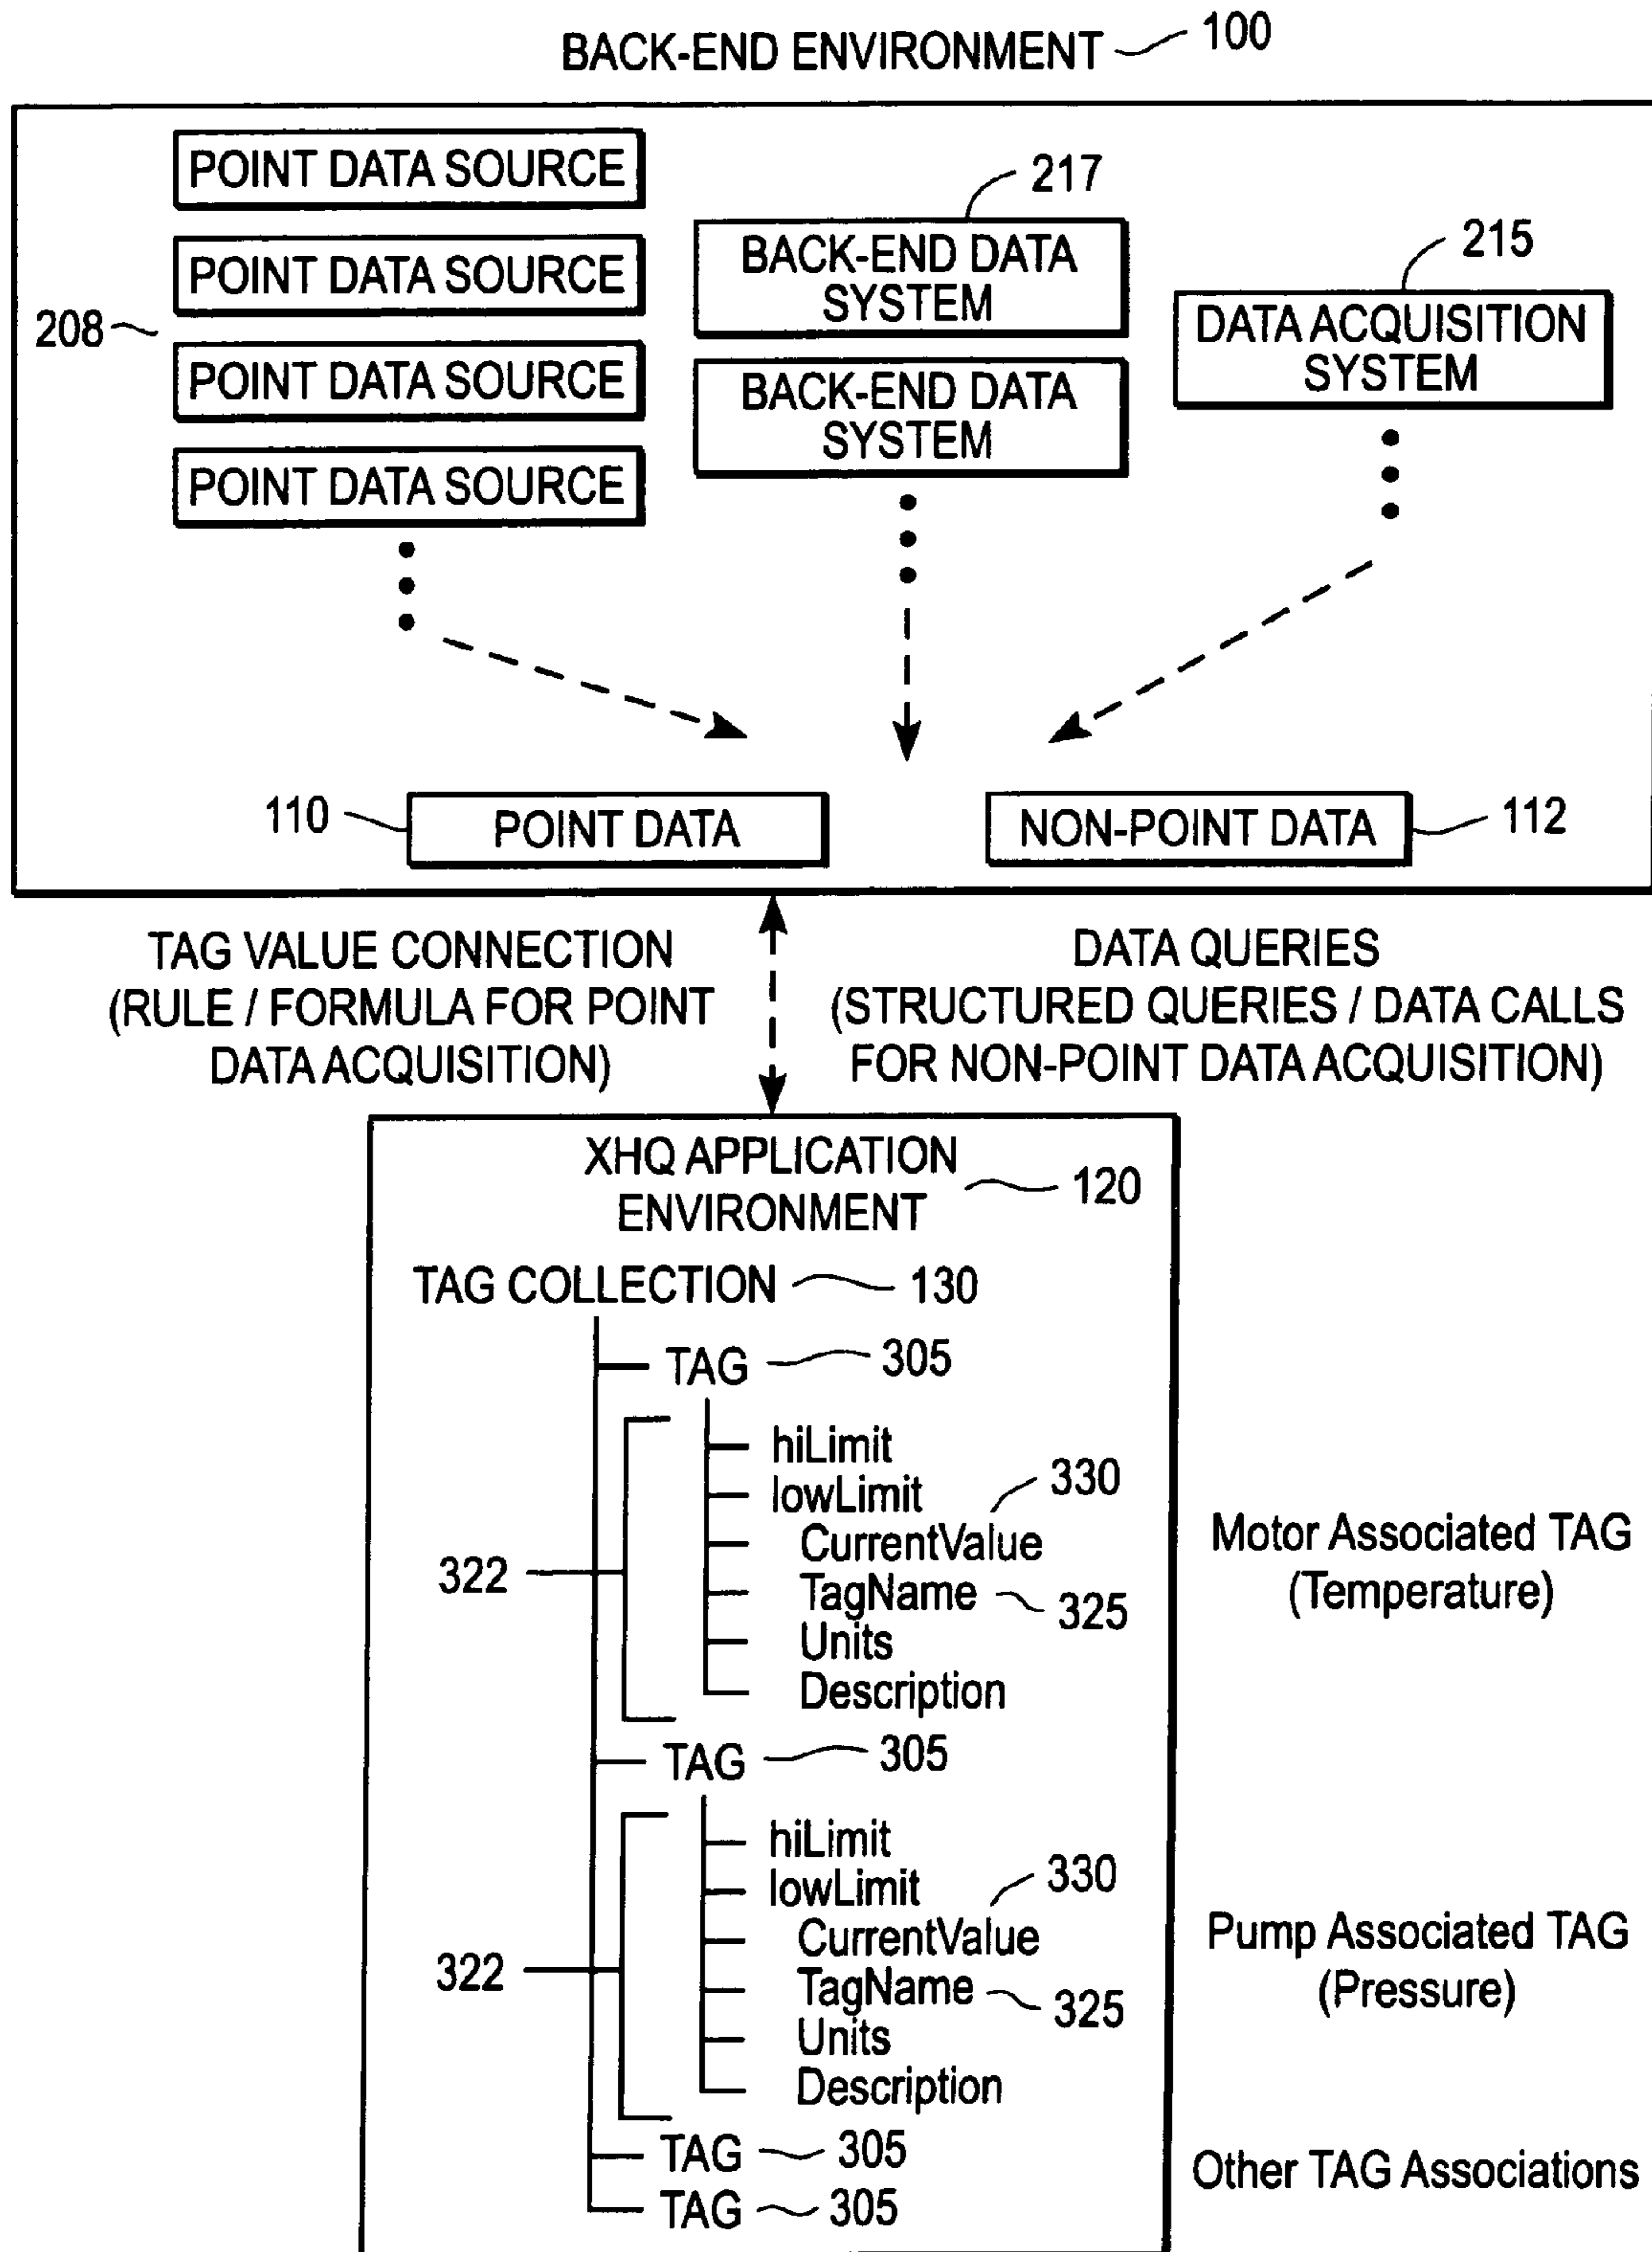 BACK-END ENVIRONMENT 100
POINT DATA SOURCE
POINT DATA SOURCE
208
POINT DATA SOURCE
POINT DATA SOURCE
217
BACK-END DATA
SYSTEM
BACK-END DATA
SYSTEM
215
DATA ACQUISITION
SYSTEM
110 POINT DATA
NON-POINT DATA 112
TAG VALUE CONNECTION
(RULE / FORMULA FOR POINT
DATA ACQUISITION)
DATA QUERIES
(STRUCTURED QUERIES / DATA CALLS
FOR NON-POINT DATA ACQUISITION)
XHQ APPLICATION
ENVIRONMENT 120
TAG COLLECTION 130
TAG 305
hiLimit
lowLimit 330
CurrentValue
322
TagName 325
Units
Description
Motor Associated TAG
(Temperature)
TAG 305
hiLimit
lowLimit 330
CurrentValue
322
TagName 325
Units
Description
Pump Associated TAG
(Pressure)
TAG 305
TAG 305
Other TAG Associations